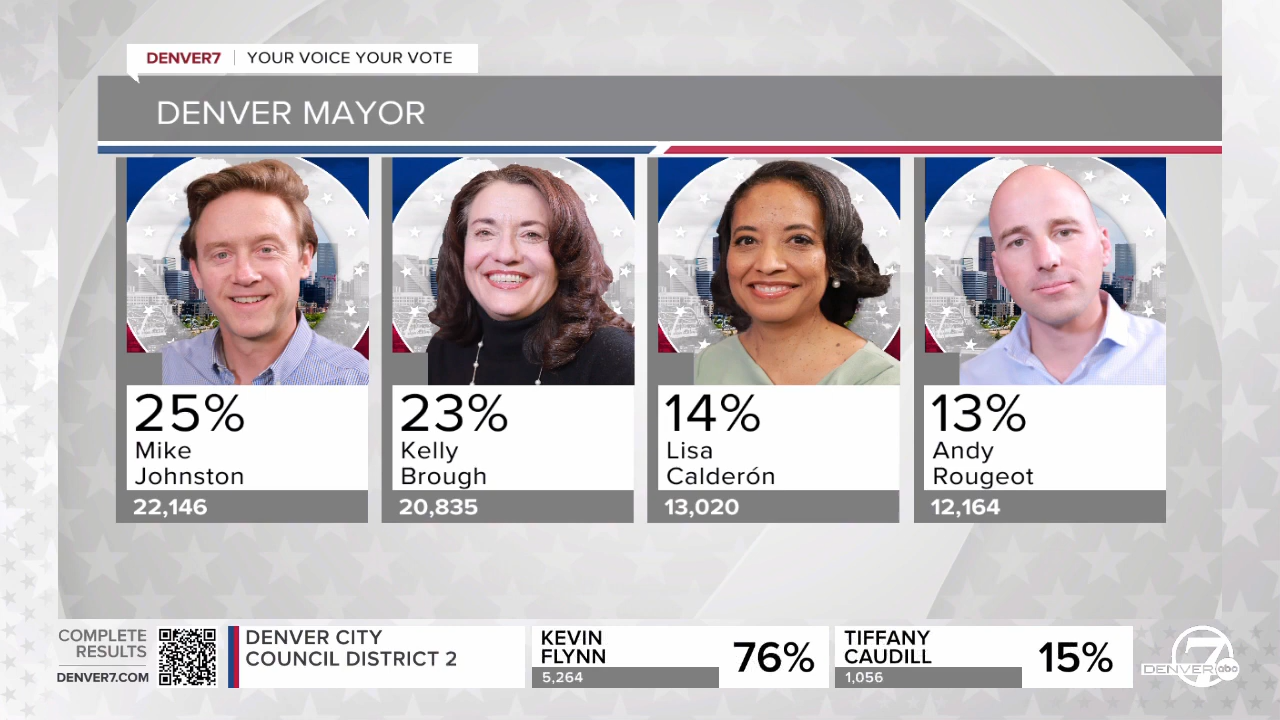 DENVER7 | YOUR VOICE YOUR VOTE
DENVER MAYOR
25%
Mike
Johnston
22,146
23%
Kelly
Brough
20,835
14%
Lisa
Calderón
13,020
13%
Andy
Rougeot
12,164
COMPLETE
RESULTS
DENVER7.COM
DENVER CITY
COUNCIL DISTRICT 2
KEVIN
FLYNN
5,264
76%
TIFFANY
CAUDILL
1,056
15%
DENVER 7 abc